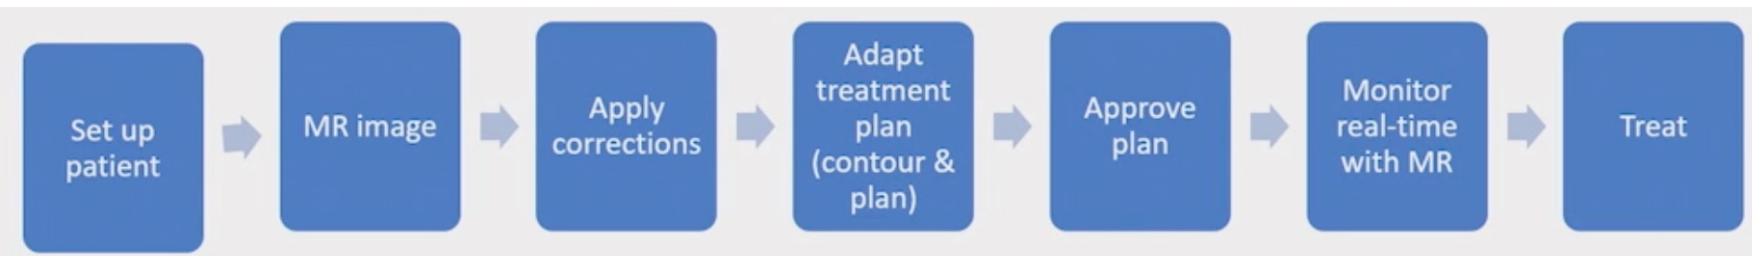 Set up
patient
MR image
Apply
corrections
Adapt
treatment
plan
(contour &
plan)
Approve
plan
Monitor
real-time
with MR
Treat